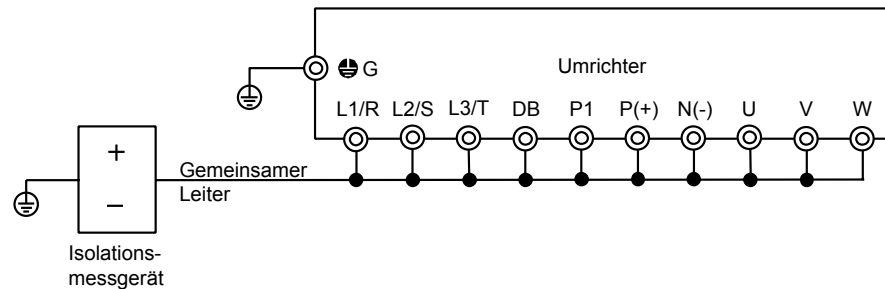 G
Umrichter
L1/R L2/S L3/T DB P1 P(+) N(-) U V W
+
Gemeinsamer
–
Leiter
Isolations-
messgerät